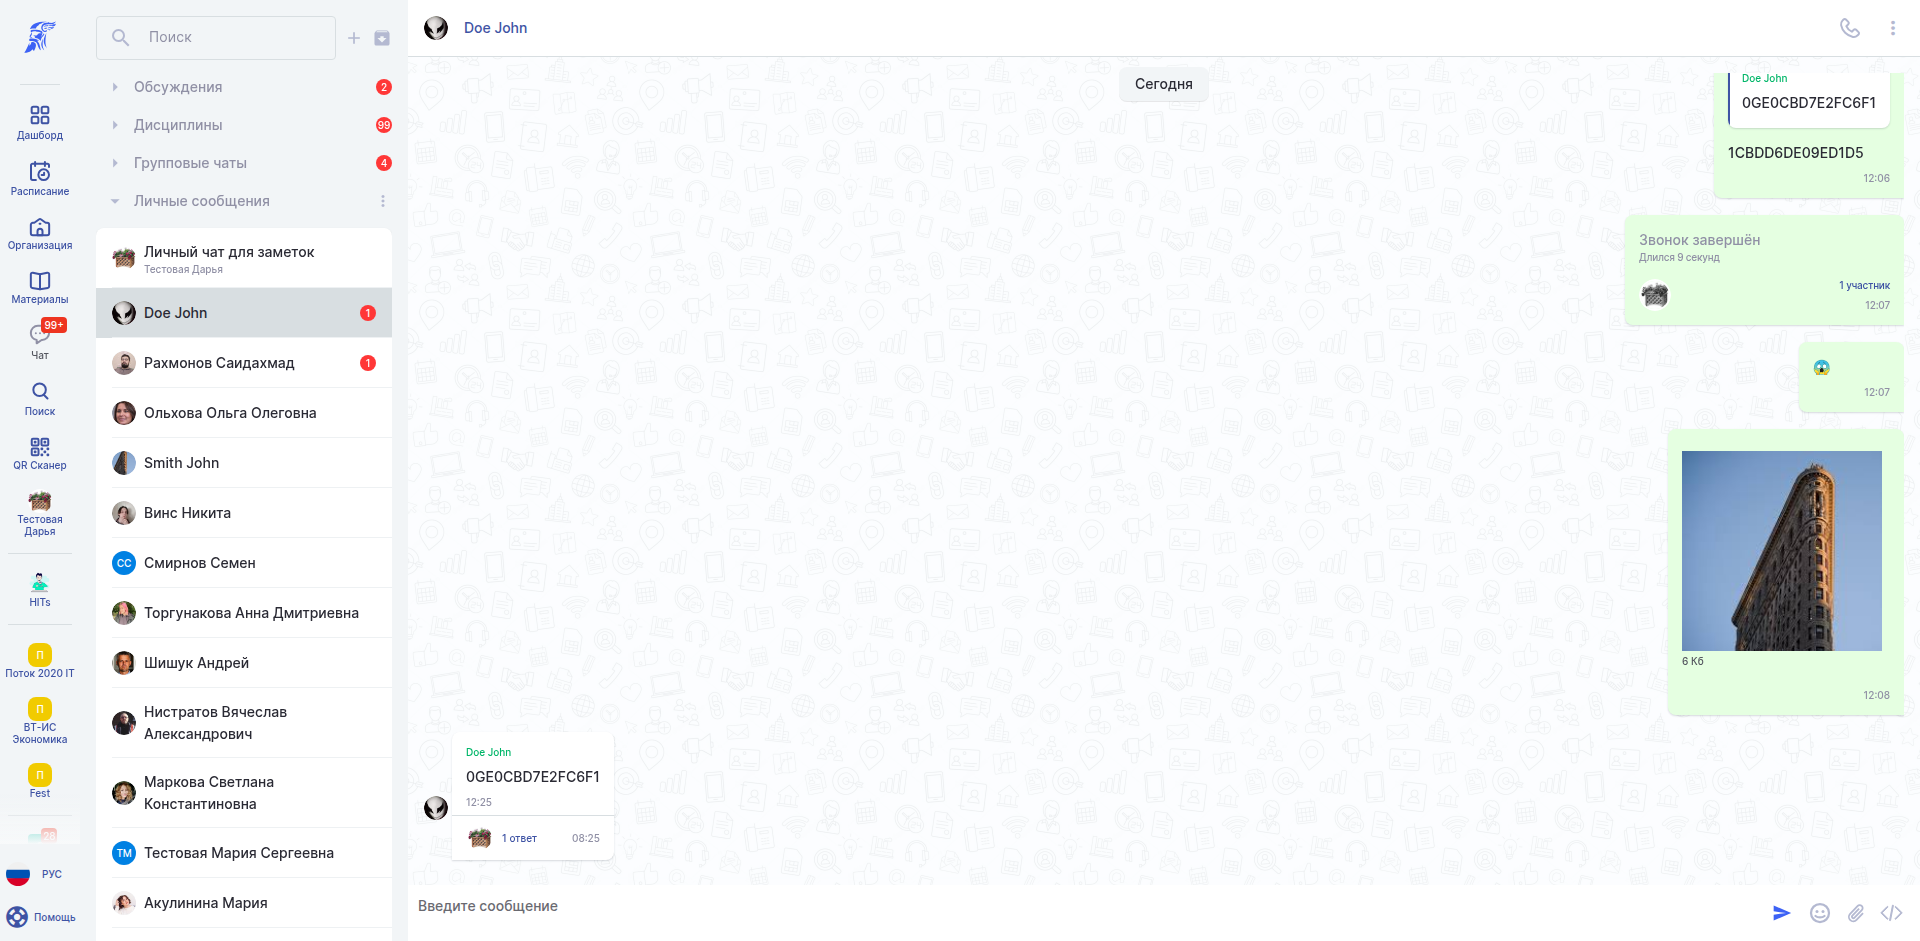 Дашборд
Расписание
Организация
Материалы
99+
Чат
Поиск
QR Сканер
Тестовая
Дарья
HITs
П
Поток 2020 IT
П
ВТ-ИС
Экономика
П
Fest
28
РУС
Помощь
Поиск
Обсуждения
2
Дисциплины
99
Групповые чаты
4
Личные сообщения
Личный чат для заметок
Тестовая Дарья
Doe John
1
Рахмонов Саидахмад
1
Ольхова Ольга Олеговна
Smith John
Винс Никита
СС
Смирнов Семен
Торгунакова Анна Дмитриевна
Шишук Андрей
Нистратов Вячеслав
Александрович
Маркова Светлана
Константиновна
ТМ
Тестовая Мария Сергеевна
Акулинина Мария
Doe John
Сегодня
Doe John
0GE0CBD7E2FC6F1
1CBDD6DE09ED1D5
12:06
Звонок завершён
Длился 9 секунд
1 участник
12:07
12:07
6 Кб
12:08
Doe John
0GE0CBD7E2FC6F1
12:25
1 ответ
08:25
Введите сообщение